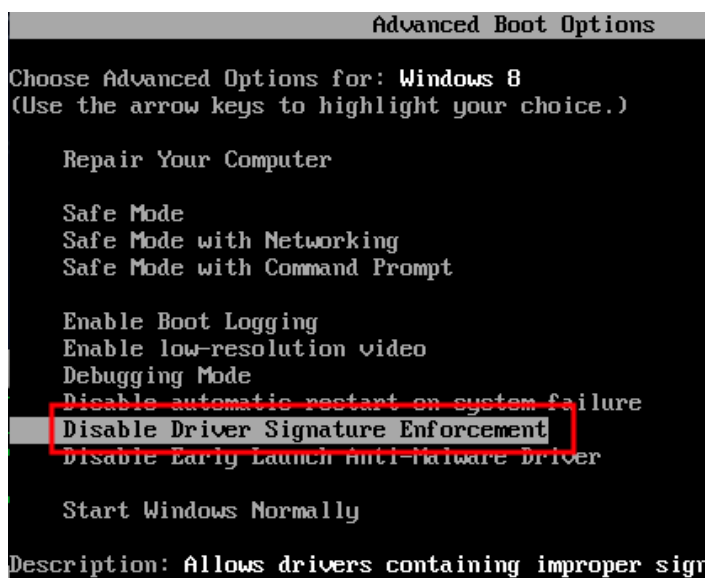 Advanced Boot Options
Choose Advanced Options for: Windows 8
(Use the arrow keys to highlight your choice.)
Repair Your Computer
Safe Mode
Safe Mode with Networking
Safe Mode with Command Prompt
Enable Boot Logging
Enable low-resolution video
Debugging Mode
Disable automatic restart on system failure
Disable Driver Signature Enforcement
Disable Early Launch Anti-Malware Driver
Start Windows Normally
Description: Allows drivers containing improper